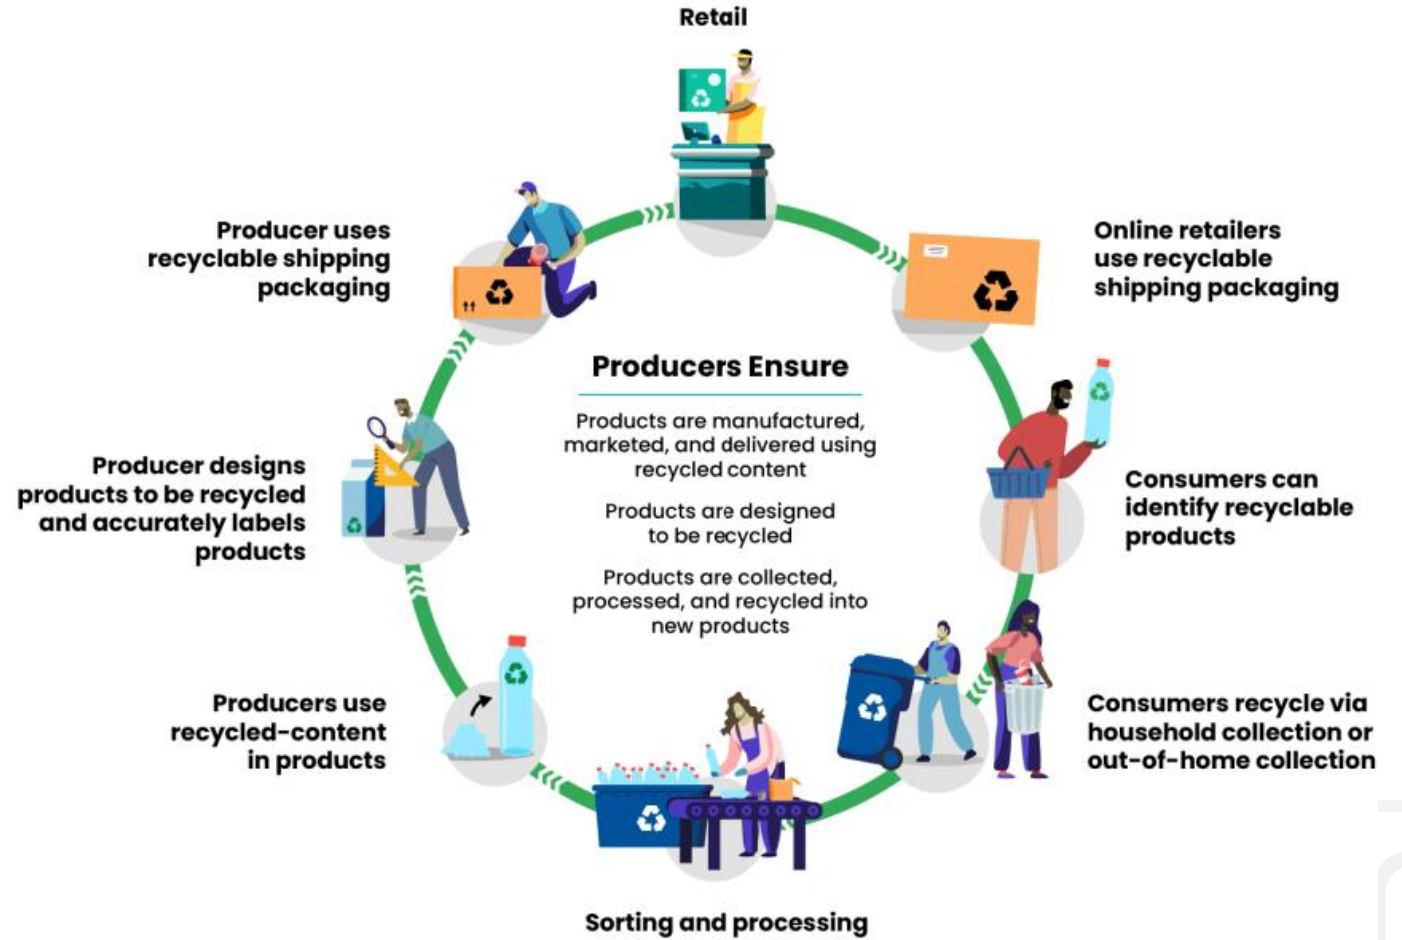 Retail
Producer uses
recyclable shipping
packaging
Online retailers
use recyclable
shipping packaging
Producers Ensure
Products are manufactured,
marketed, and delivered using
recycled content
Products are designed
to be recycled
Products are collected,
processed, and recycled into
new products
Producer designs
products to be recycled
and accurately labels
products
Consumers can
identify recyclable
products
Producers use
recycled-content
in products
Consumers recycle via
household collection or
out-of-home collection
Sorting and processing